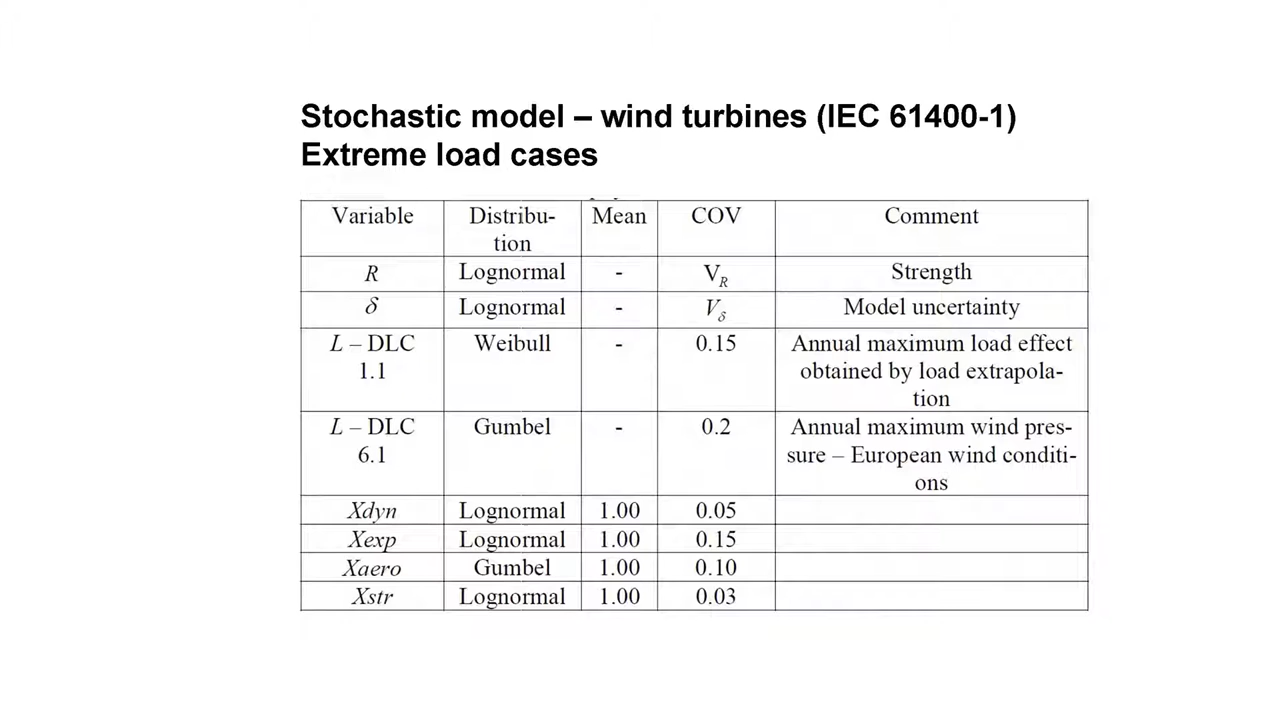 Stochastic model – wind turbines (IEC 61400-1)
Extreme load cases
Variable Distribu- Mean COV Comment
tion
R Lognormal - V_R Strength
δ Lognormal - V_δ Model uncertainty
L – DLC Weibull - 0.15 Annual maximum load effect
1.1 obtained by load extrapola-
tion
L – DLC Gumbel - 0.2 Annual maximum wind pres-
6.1 sure – European wind conditi-
ons
Xdyn Lognormal 1.00 0.05
Xexp Lognormal 1.00 0.15
Xaero Gumbel 1.00 0.10
Xstr Lognormal 1.00 0.03